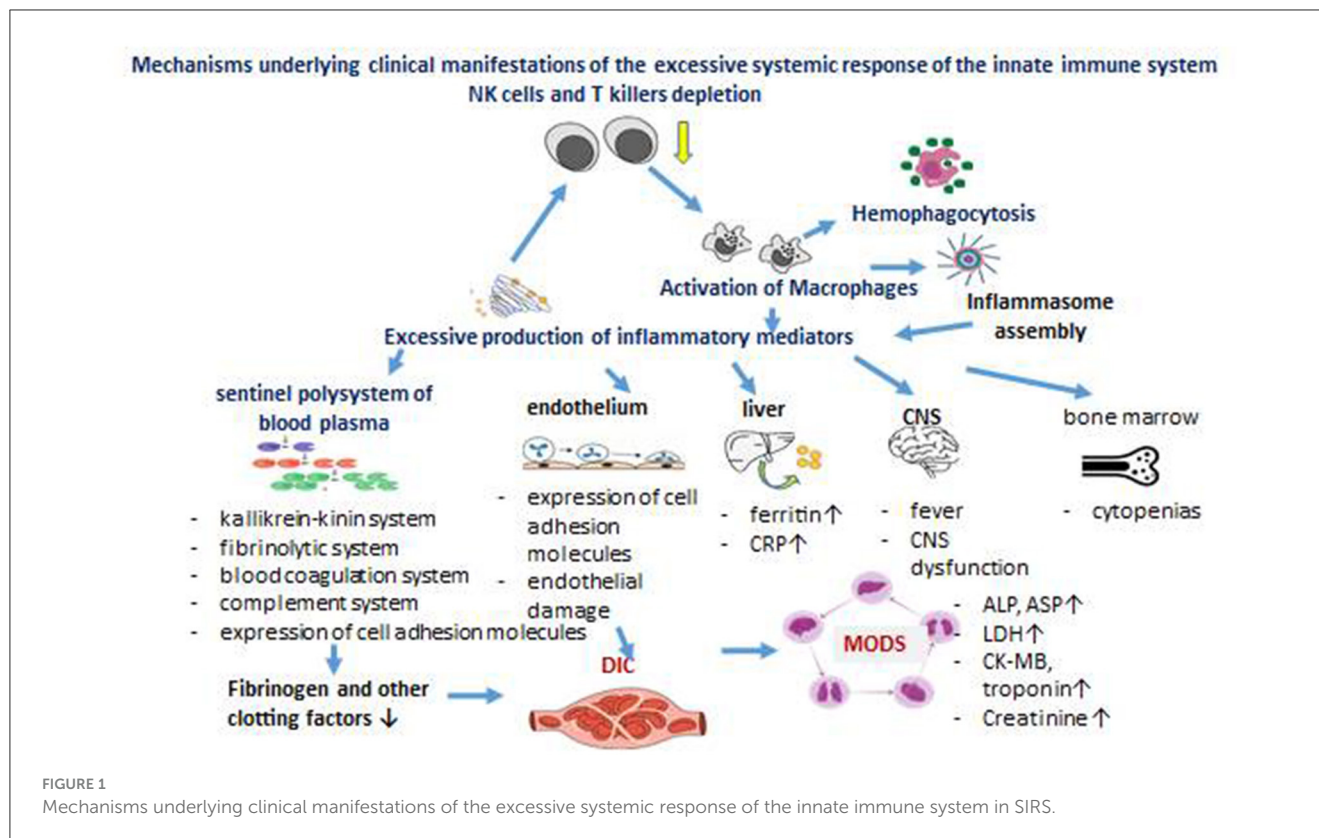 Mechanisms underlying clinical manifestations of the excessive systemic response of the innate immune system
NK cells and T killers depletion
Hemophagocytosis
Activation of Macrophages
Inflammasome
assembly
Excessive production of inflammatory mediators
sentinel polysystem of
blood plasma
- kallikrein-kinin system
- fibrinolytic system
- blood coagulation system
- complement system
- expression of cell adhesion molecules
endothelium
- expression of cell
adhesion
molecules
- endothelial
damage
liver
- ferritin↑
- CRP↑
CNS
- fever
- CNS
dysfunction
bone marrow
- cytopenias
Fibrinogen and other
clotting factors ↓
DIC
MODS
- ALP, ASP↑
- LDH↑
- CK-MB,
troponin↑
- Creatinine↑
FIGURE 1
Mechanisms underlying clinical manifestations of the excessive systemic response of the innate immune system in SIRS.